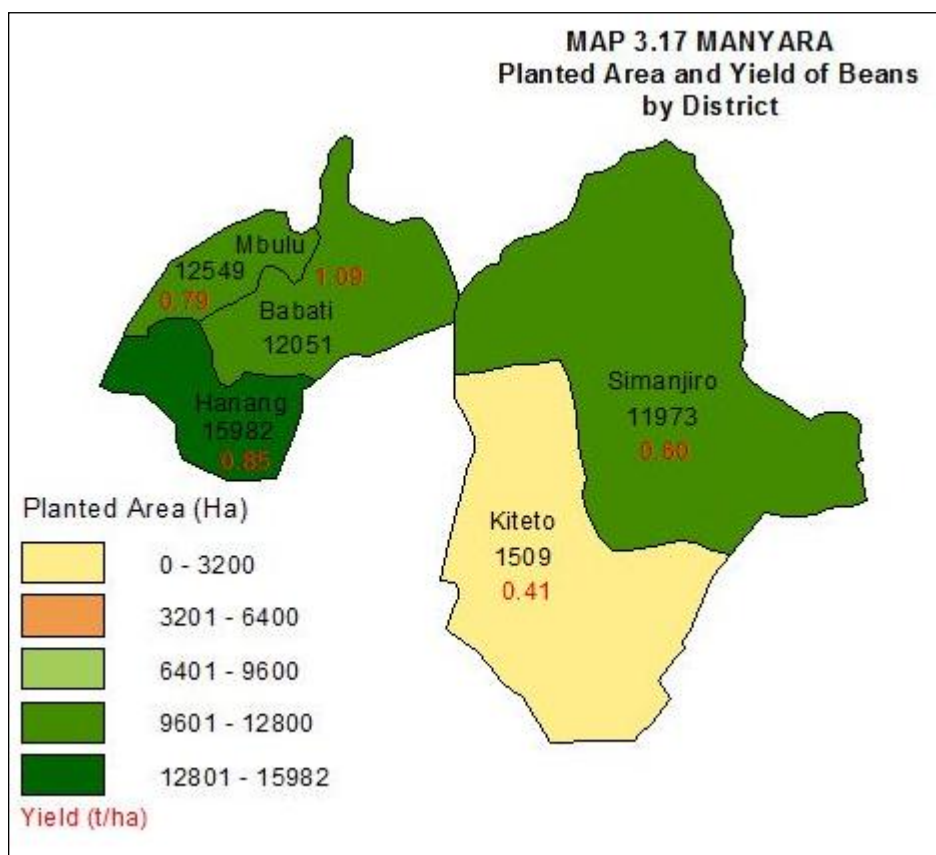 MAP 3.17 MANYARA
Planted Area and Yield of Beans
by District
Mbulu
12549
0.79
1.09
Babati
12051
Hanang
15982
0.85
Simanjiro
11973
0.60
Kiteto
1509
0.41
Planted Area (Ha)
0 - 3200
3201 - 6400
6401 - 9600
9601 - 12800
12801 - 15982
Yield (t/ha)